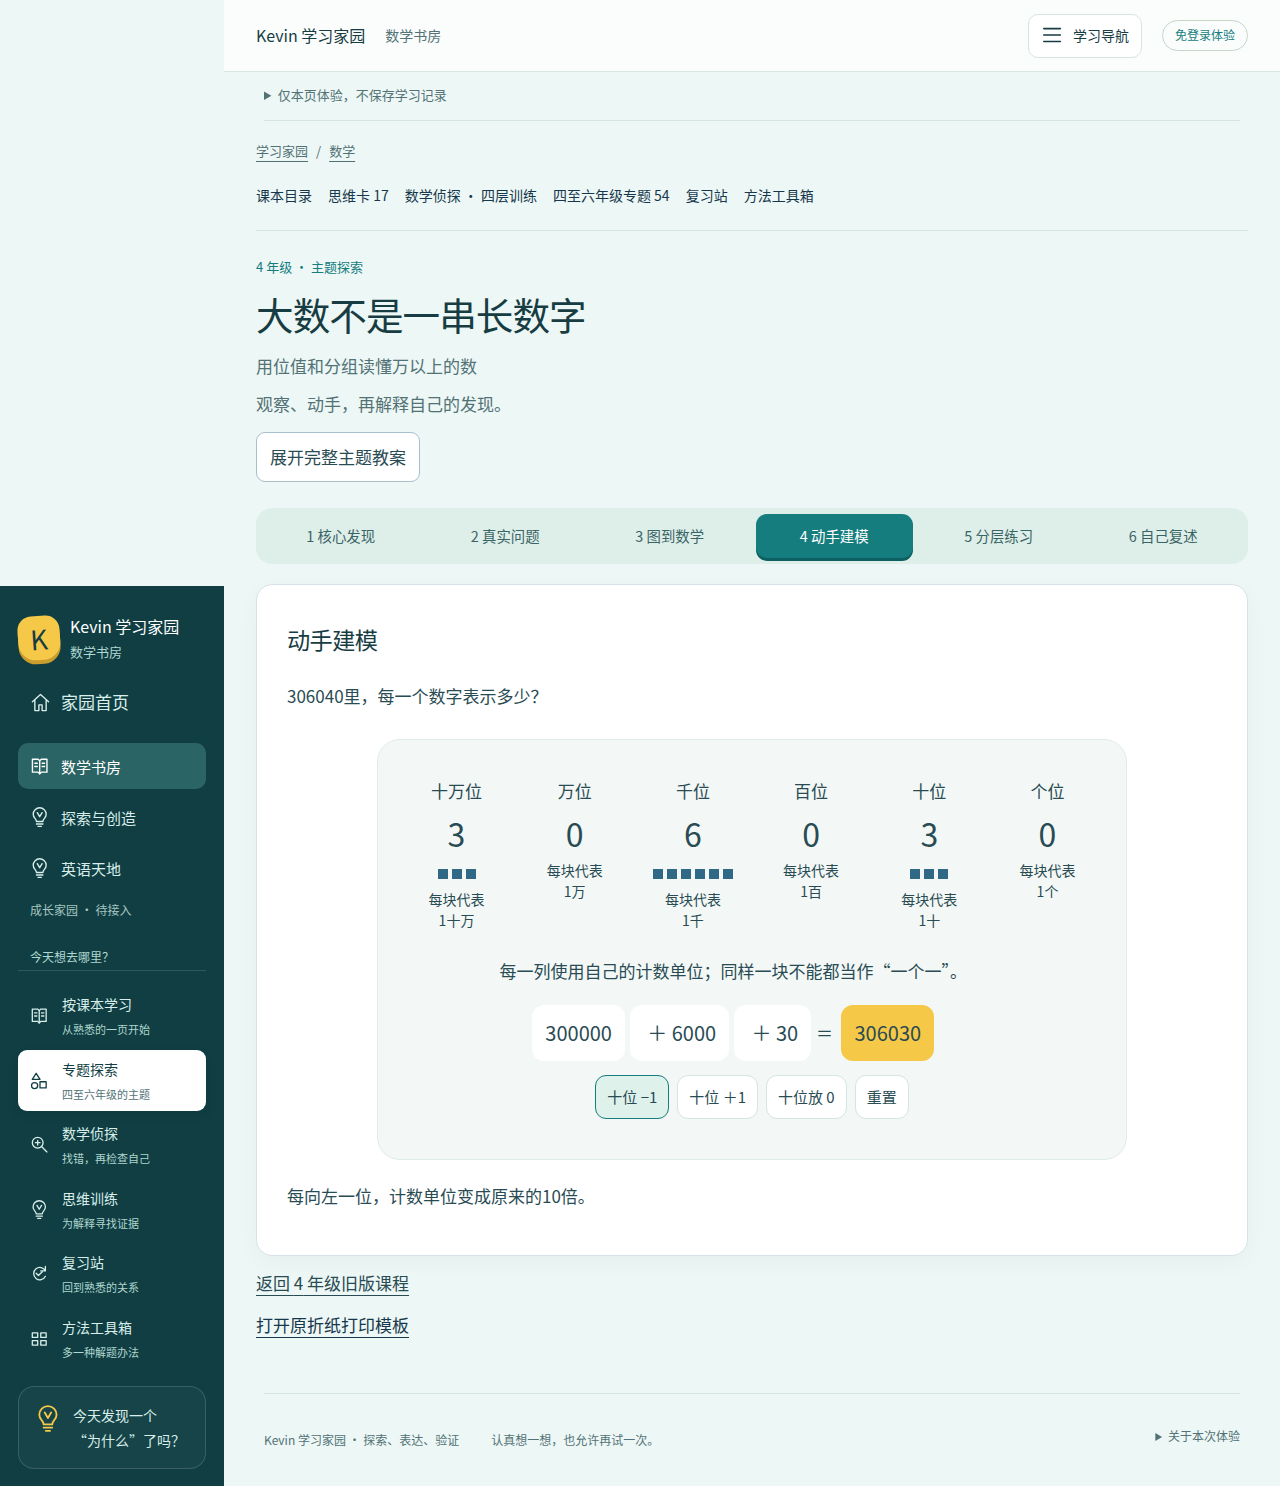 Kevin 学习家园 数学书房
学习导航
免登录体验
仅本页体验，不保存学习记录
学习家园 / 数学
课本目录 思维卡 17 数学侦探 · 四层训练 四至六年级专题 54 复习站 方法工具箱
4 年级 · 主题探索
大数不是一串长数字
用位值和分组读懂万以上的数
观察、动手，再解释自己的发现。
展开完整主题教案
1 核心发现 2 真实问题 3 图到数学 4 动手建模 5 分层练习 6 自己复述
K
Kevin 学习家园
数学书房
家园首页
数学书房
探索与创造
英语天地
成长家园 · 待接入
今天想去哪里？
按课本学习
从熟悉的一页开始
专题探索
四至六年级的主题
数学侦探
找错，再检查自己
思维训练
为解释寻找证据
复习站
回到熟悉的关系
方法工具箱
多一种解题办法
今天发现一个
“为什么”了吗？
动手建模
306040里，每一个数字表示多少？
十万位 万位 千位 百位 十位 个位
3 0 6 0 3 0
每块代表 1十万
每块代表 1万
每块代表 1千
每块代表 1百
每块代表 1十
每块代表 1个
每一列使用自己的计数单位；同样一块不能都当作“一个一”。
300000 ＋ 6000 ＋ 30 ＝ 306030
十位 −1 十位 ＋1 十位放 0 重置
每向左一位，计数单位变成原来的10倍。
返回 4 年级旧版课程
打开原折纸打印模板
Kevin 学习家园 · 探索、表达、验证 认真想一想，也允许再试一次。
关于本次体验